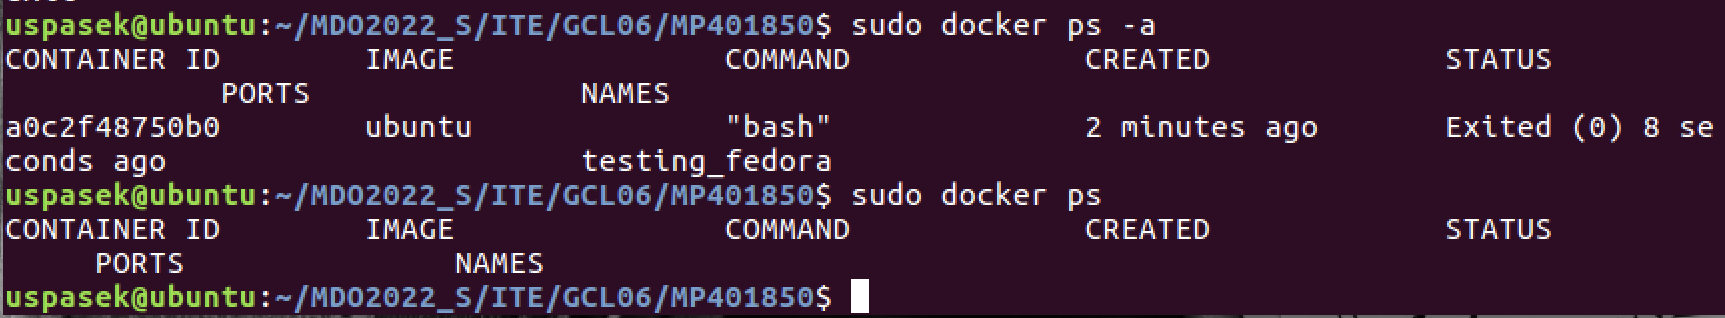 uspasek@ubuntu:~/MDO2022_S/ITE/GCL06/MP401850$ sudo docker ps -a
CONTAINER ID       IMAGE               COMMAND             CREATED             STATUS
            PORTS               NAMES
a0c2f48750b0        ubuntu              "bash"              2 minutes ago       Exited (0) 8 se
conds ago                       testing_fedora
uspasek@ubuntu:~/MDO2022_S/ITE/GCL06/MP401850$ sudo docker ps
CONTAINER ID        IMAGE               COMMAND             CREATED             STATUS
     PORTS               NAMES
uspasek@ubuntu:~/MDO2022_S/ITE/GCL06/MP401850$